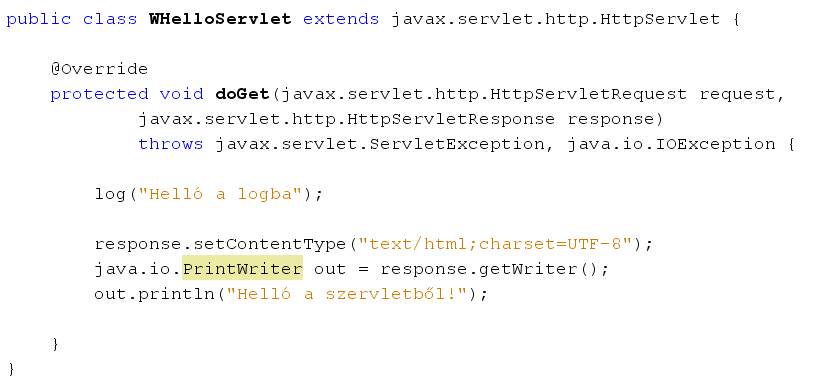 public class WHelloServlet extends javax.servlet.http.HttpServlet {
@Override
protected void doGet(javax.servlet.http.HttpServletRequest request,
javax.servlet.http.HttpServletResponse response)
throws javax.servlet.ServletException, java.io.IOException {
log("Helló a logba");
response.setContentType("text/html;charset=UTF-8");
java.io.PrintWriter out = response.getWriter();
out.println("Helló a szervletből!");
}
}